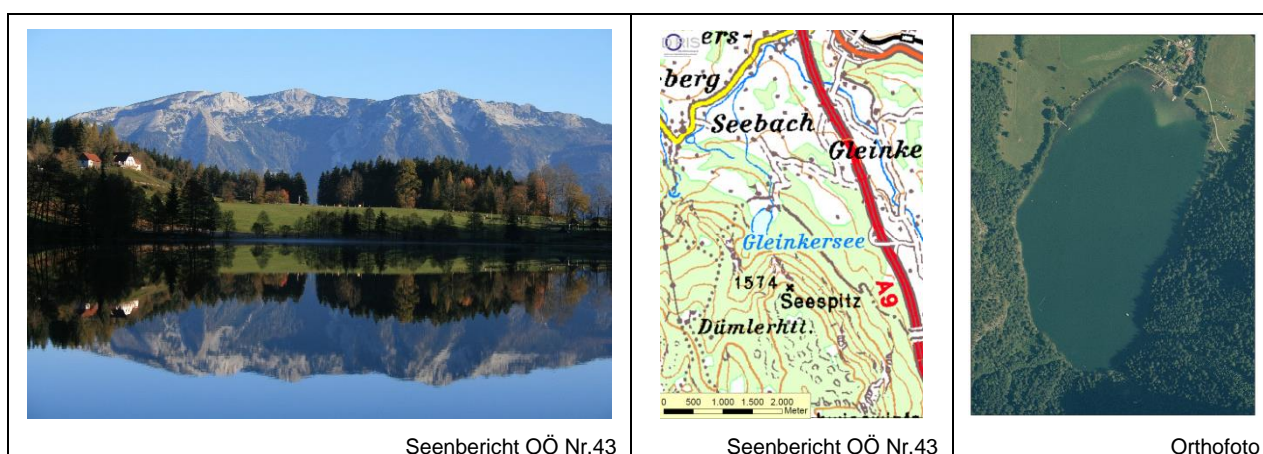 ers-
berg
Seebach
Gleinke
Gleinkersee
1574
Seespitz
A9
Dümlerhtt.
0 500 1.000 1.500 2.000
Meter
Seenbericht OÖ Nr.43
Seenbericht OÖ Nr.43
Orthofoto